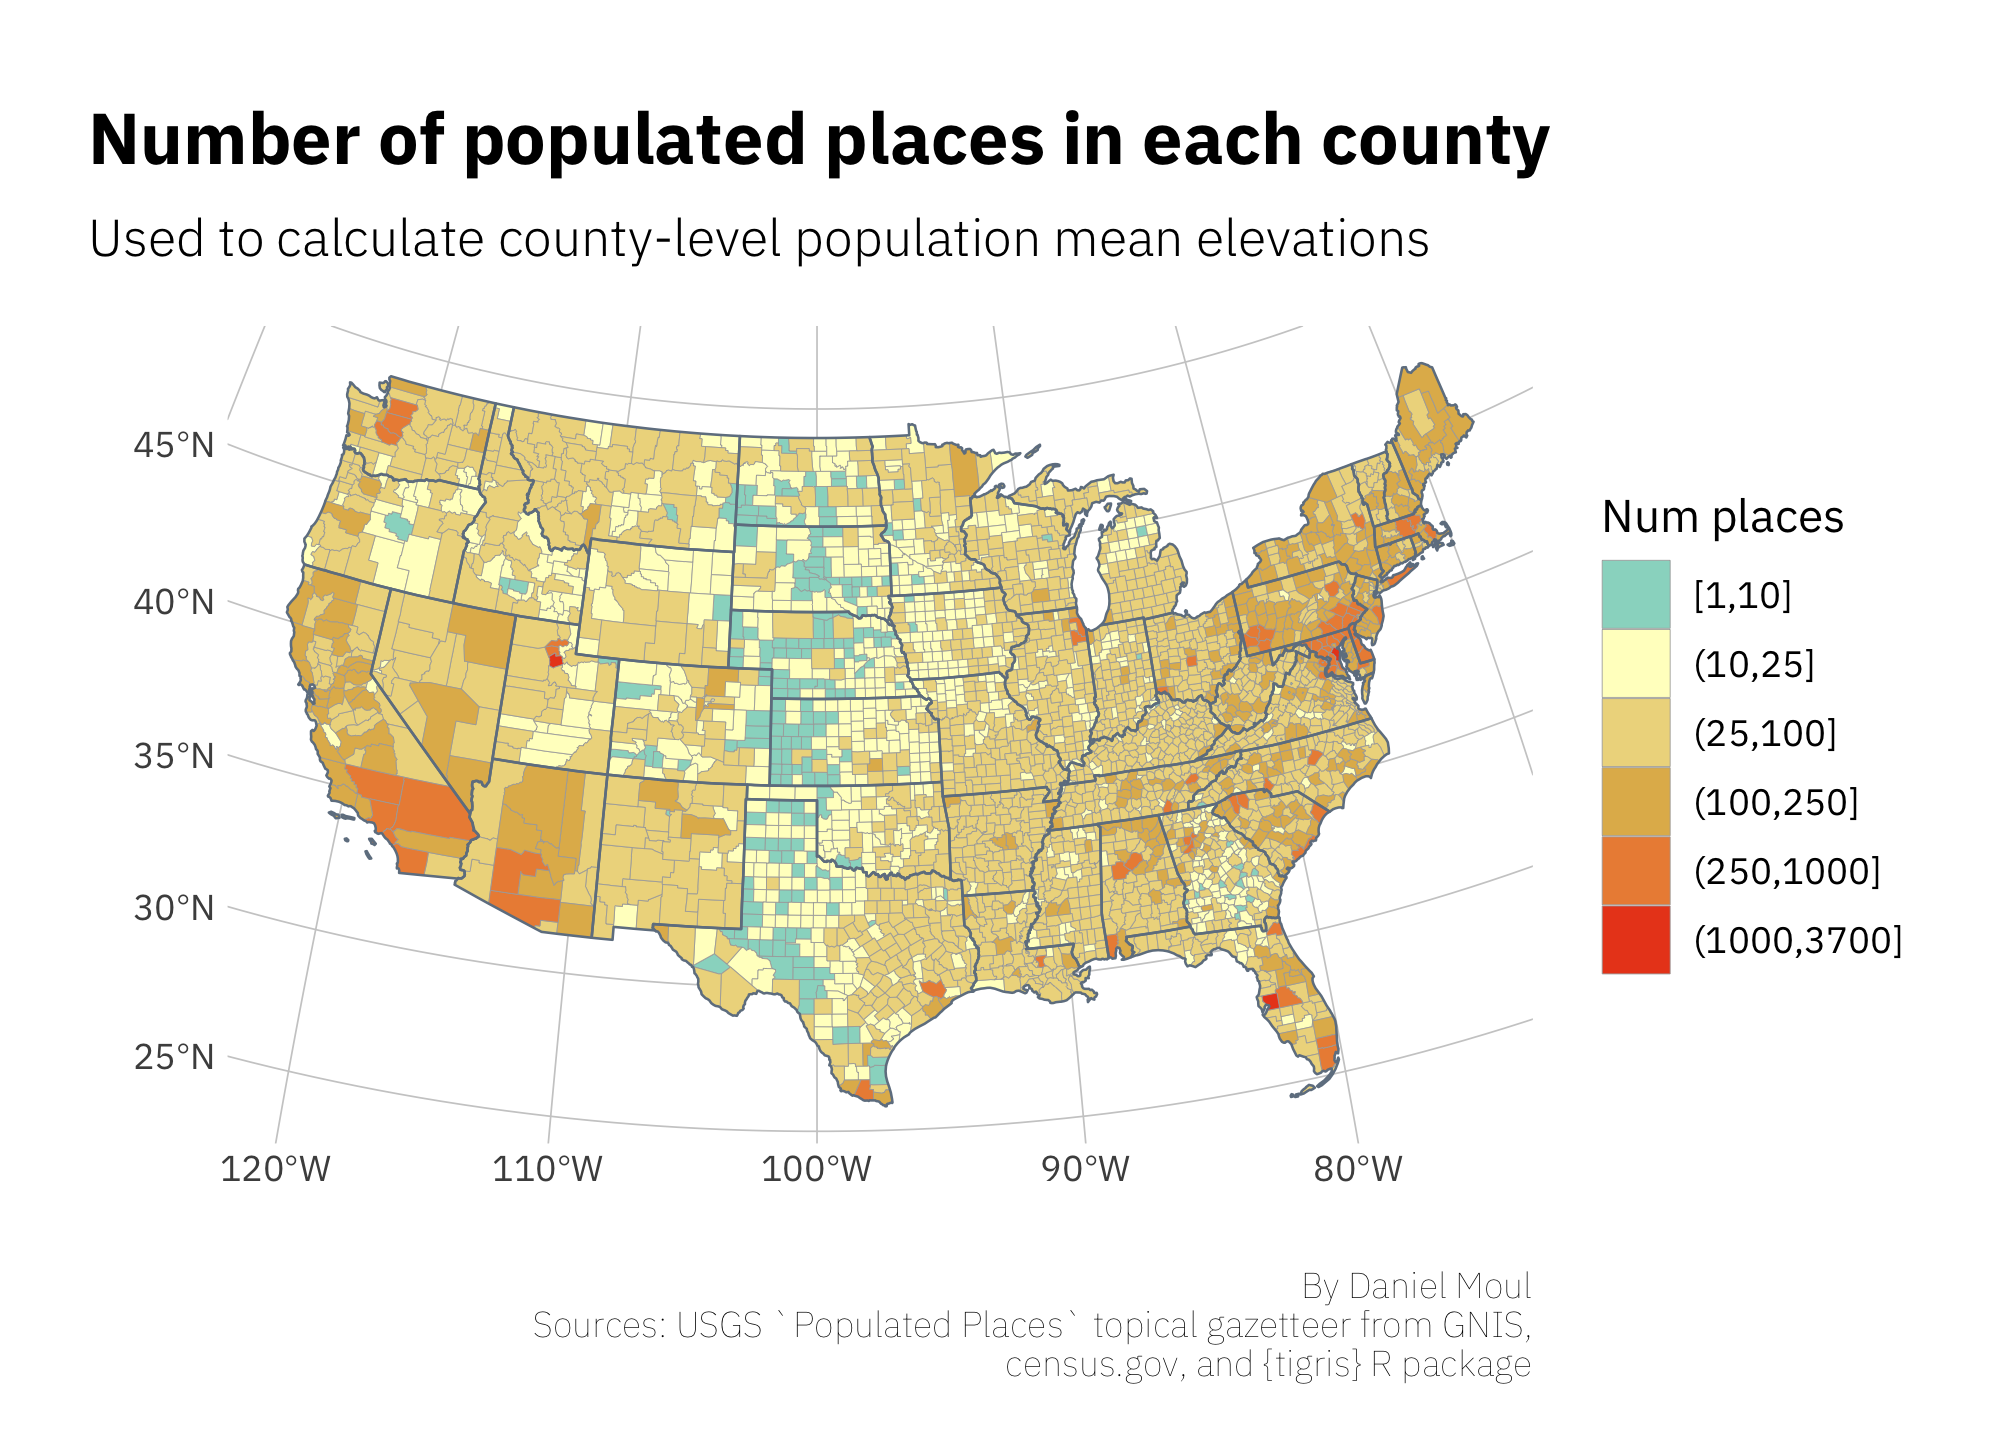 Number of populated places in each county
Used to calculate county-level population mean elevations
45°N
40°N
35°N
30°N
25°N
120°W
110°W
100°W
90°W
80°W
Num places
[1,10]
(10,25]
(25,100]
(100,250]
(250,1000]
(1000,3700]
By Daniel Moul
Sources: USGS `Populated Places` topical gazetteer from GNIS,
census.gov, and {tigris} R package